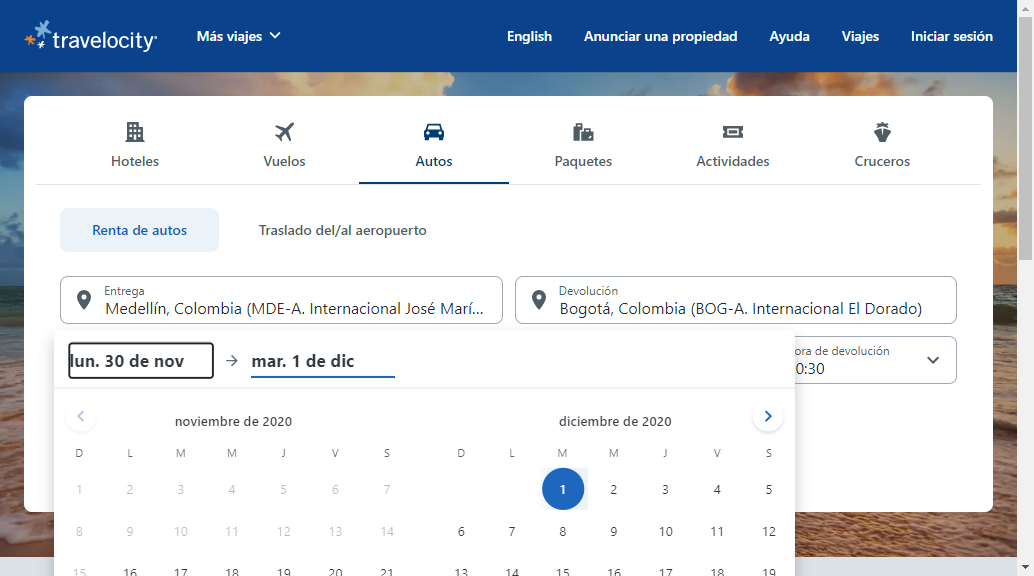 travelocity
Más viajes
English
Anunciar una propiedad
Ayuda
Viajes
Iniciar sesión
Hoteles
Vuelos
Autos
Paquetes
Actividades
Cruceros
Renta de autos
Traslado del/al aeropuerto
Entrega
Medellín, Colombia (MDE-A. Internacional José Marí...
Devolución
Bogotá, Colombia (BOG-A. Internacional El Dorado)
lun. 30 de nov
mar. 1 de dic
ora de devolución
0:30
noviembre de 2020
D L M M J V S
1 2 3 4 5 6 7
8 9 10 11 12 13 14
15 16 17 18 19 20 21
diciembre de 2020
D L M M J V S
1 2 3 4 5
6 7 8 9 10 11 12
13 14 15 16 17 18 19